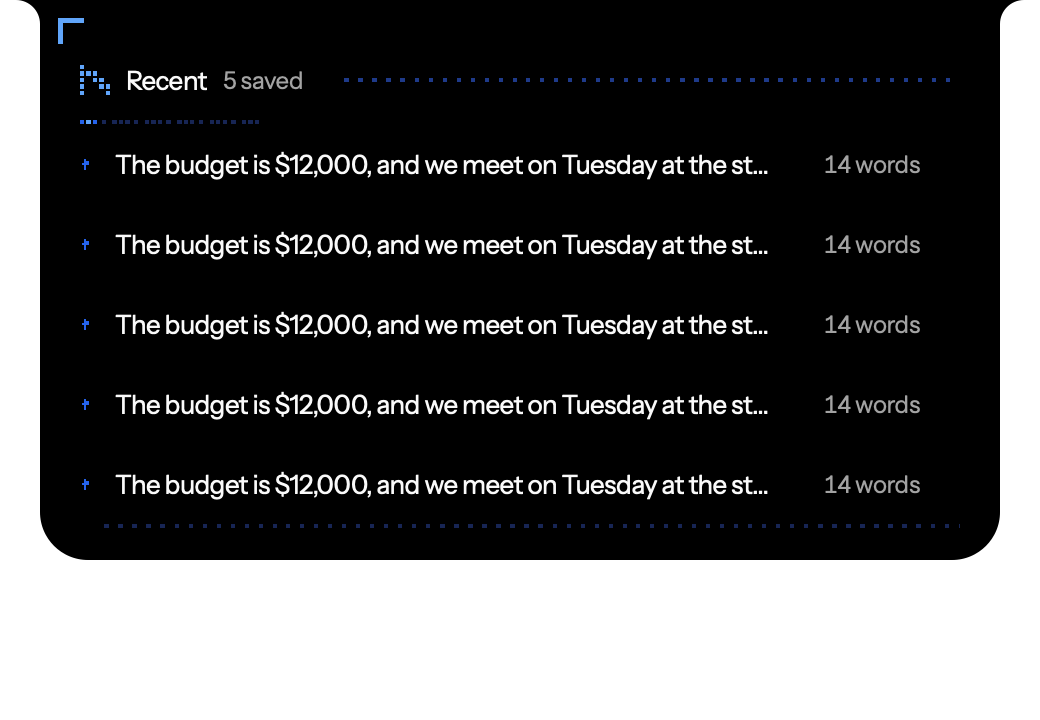 Recent 5 saved
The budget is $12,000, and we meet on Tuesday at the st... 14 words
The budget is $12,000, and we meet on Tuesday at the st... 14 words
The budget is $12,000, and we meet on Tuesday at the st... 14 words
The budget is $12,000, and we meet on Tuesday at the st... 14 words
The budget is $12,000, and we meet on Tuesday at the st... 14 words